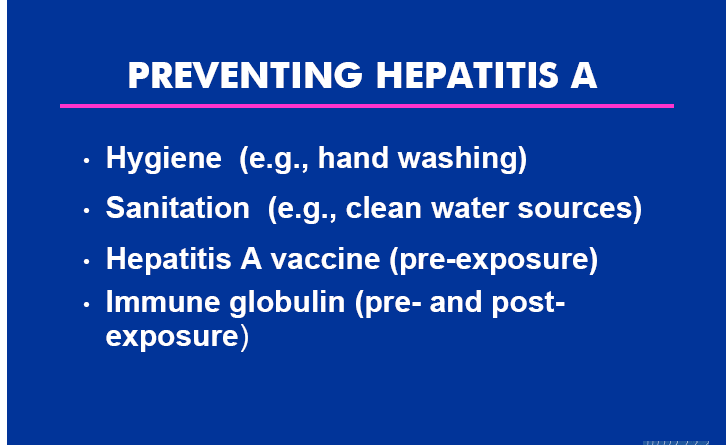 PREVENTING HEPATITIS A
• Hygiene  (e.g., hand washing)
• Sanitation  (e.g., clean water sources)
• Hepatitis A vaccine (pre-exposure)
• Immune globulin (pre- and post-
exposure)